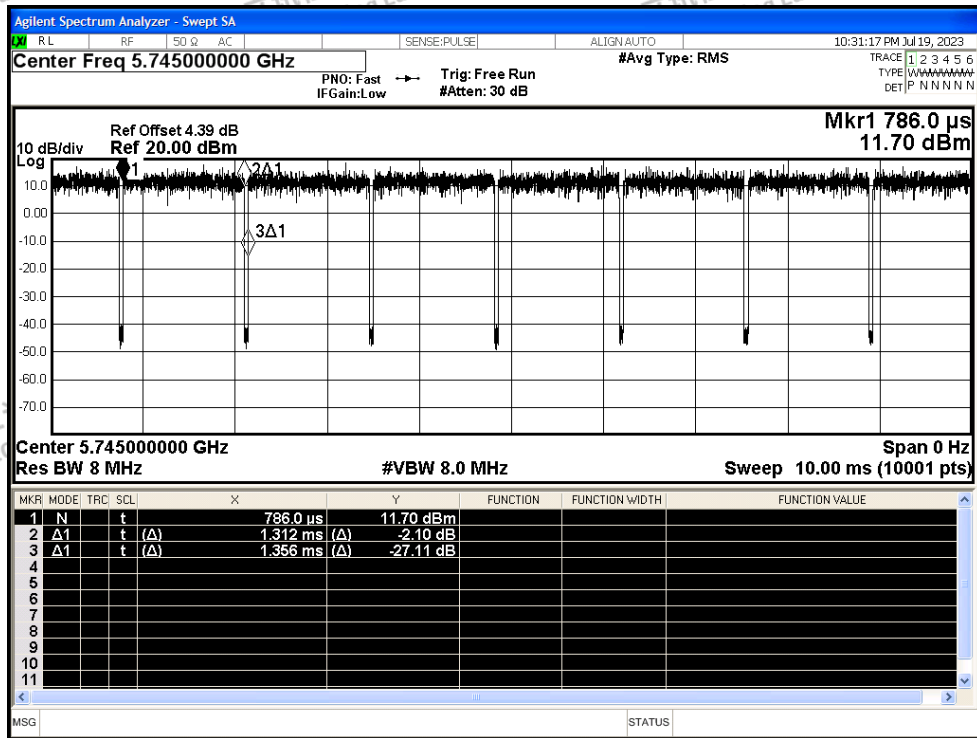 Agilent Spectrum Analyzer - Swept SA
LXI RL RF 50 Ω AC SENSE:PULSE ALIGN AUTO 10:31:17 PM Jul 19, 2023
Center Freq 5.745000000 GHz #Avg Type: RMS TRACE 1 2 3 4 5 6
PNO: Fast Trig: Free Run TYPE
IFGain:Low #Atten: 30 dB DET P N N N N N
Mkr1 786.0 µs
Ref Offset 4.39 dB
10 dB/div Ref 20.00 dBm 11.70 dBm
Log
1 2Δ1
10.0
0.00
3Δ1
-10.0
-20.0
-30.0
-40.0
-50.0
-60.0
-70.0
Center 5.745000000 GHz Span 0 Hz
Res BW 8 MHz #VBW 8.0 MHz Sweep 10.00 ms (10001 pts)
MKR MODE TRC SCL X Y FUNCTION FUNCTION WIDTH FUNCTION VALUE
1 N t 786.0 µs 11.70 dBm
2 Δ1 t (Δ) 1.312 ms (Δ) -2.10 dB
3 Δ1 t (Δ) 1.356 ms (Δ) -27.11 dB
4
5
6
7
8
9
10
11
MSG STATUS